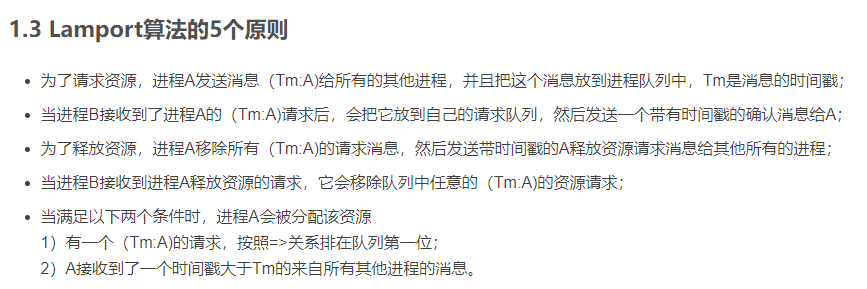 1.3 Lamport算法的5个原则
为了请求资源，进程A发送消息（Tm:A)给所有的其他进程，并且把这个消息放到进程队列中，Tm是消息的时间戳；
当进程B接收到了进程A的（Tm:A)请求后，会把它放到自己的请求队列，然后发送一个带有时间戳的确认消息给A；
为了释放资源，进程A移除所有（Tm:A)的请求消息，然后发送带时间戳的A释放资源请求消息给其他所有的进程；
当进程B接收到进程A释放资源的请求，它会移除队列中任意的（Tm:A)的资源请求；
当满足以下两个条件时，进程A会被分配该资源
1）有一个（Tm:A)的请求，按照=>关系排在队列第一位；
2）A接收到了一个时间戳大于Tm的来自所有其他进程的消息。